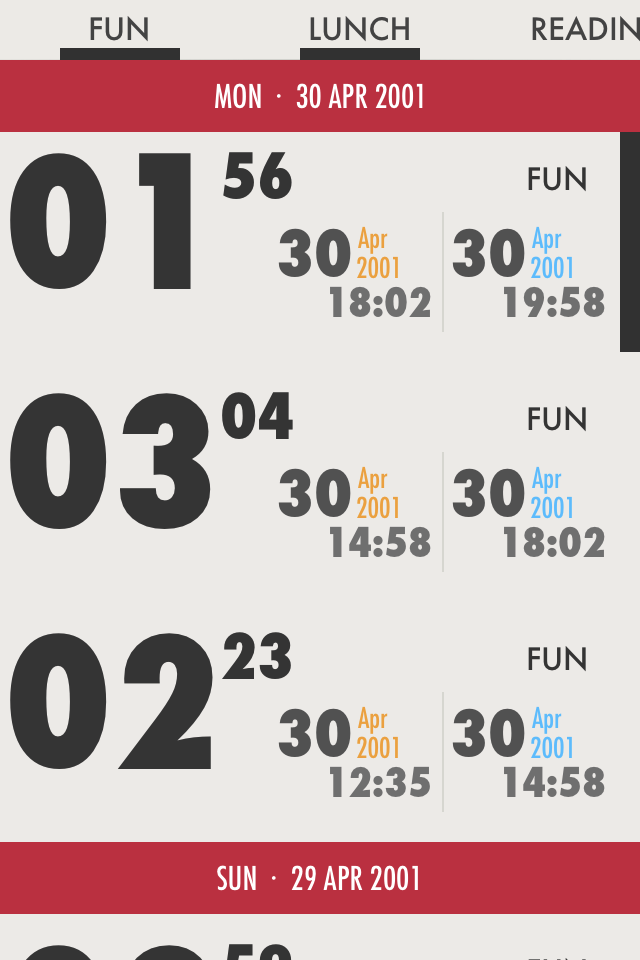 FUN LUNCH READIN
MON · 30 APR 2001
01 56 FUN
30 Apr 2001 18:02 30 Apr 2001 19:58
03 04 FUN
30 Apr 2001 14:58 30 Apr 2001 18:02
02 23 FUN
30 Apr 2001 12:35 30 Apr 2001 14:58
SUN · 29 APR 2001